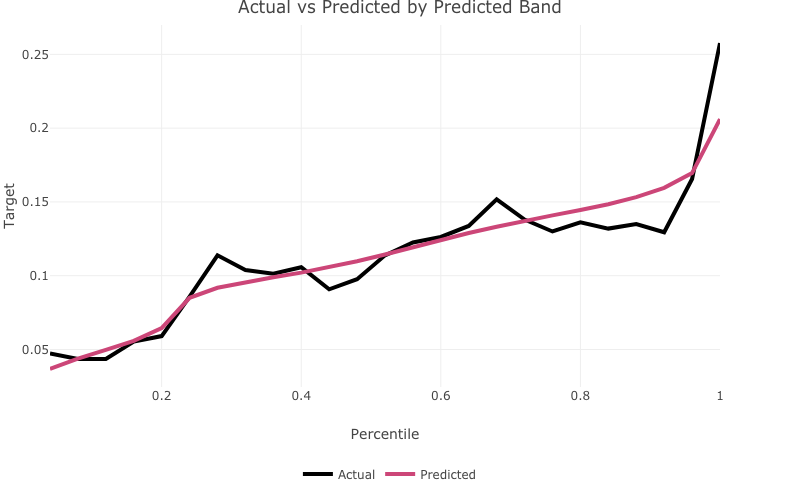 Actual vs Predicted by Predicted Band
0.25
0.2
0.15
0.1
0.05
Target
0.2 0.4 0.6 0.8 1
Percentile
Actual Predicted